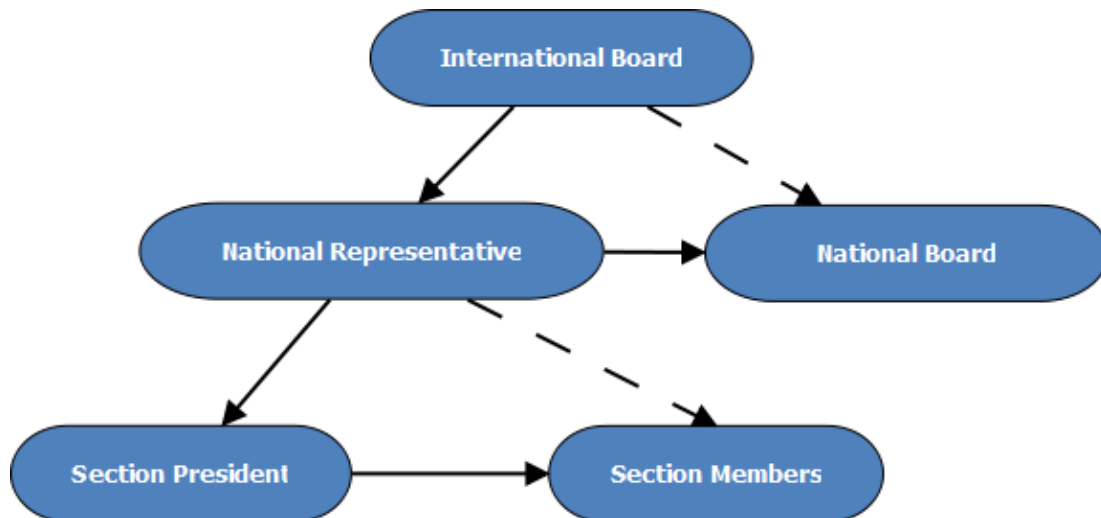 International Board
National Representative
National Board
Section President
Section Members